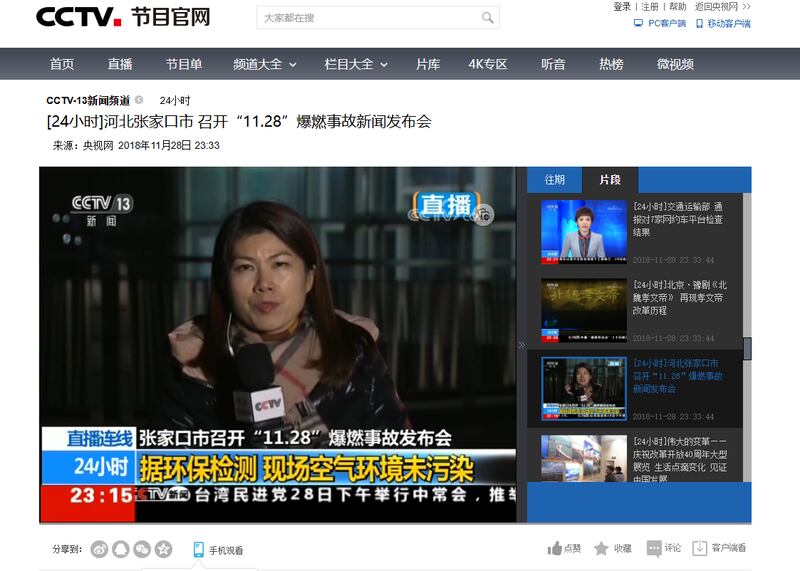 CCTV. 节目官网
大家都在搜
登录 | 注册 | 帮助 返回央视网 >>
PC客户端 移动客户端
首页 直播 节目单 频道大全 栏目大全 片库 4K专区 听音 热榜 微视频
CCTV-13新闻频道 24小时
[24小时]河北张家口市 召开“11.28”爆燃事故新闻发布会
来源：央视网 2018年11月28日 23:33
CCTV 13
新闻
直播
CCTV
直播连线 张家口市召开“11.28”爆燃事故发布会
24小时 据环保检测 现场空气环境未污染
23:15 CCTV新闻 台湾民进党28日下午举行中常会，推举
往期 片段
[24小时]交通运输部 通
报对7家网约车平台检查
结果
2018-11-28 23:33:44
[24小时]北京·豫剧《北
魏孝文帝》 再现孝文帝
改革历程
2018-11-28 23:33:44
[24小时]河北张家口市
召开“11.28”爆燃事故
新闻发布会
2018-11-28 23:33:44
[24小时]伟大的变革——
庆祝改革开放40周年大型
展览 生活点滴变化 见证
中国发展
分享到： 手机观看 点赞 收藏 评论 客户端看